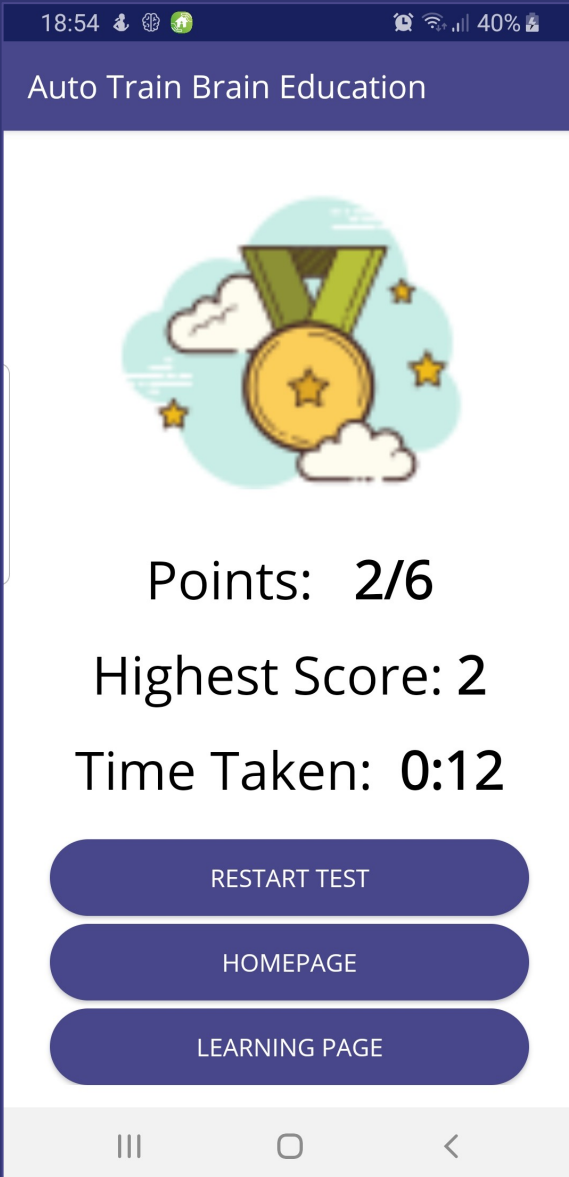 18:54 40%
Auto Train Brain Education
Points: 2/6
Highest Score: 2
Time Taken: 0:12
RESTART TEST
HOMEPAGE
LEARNING PAGE